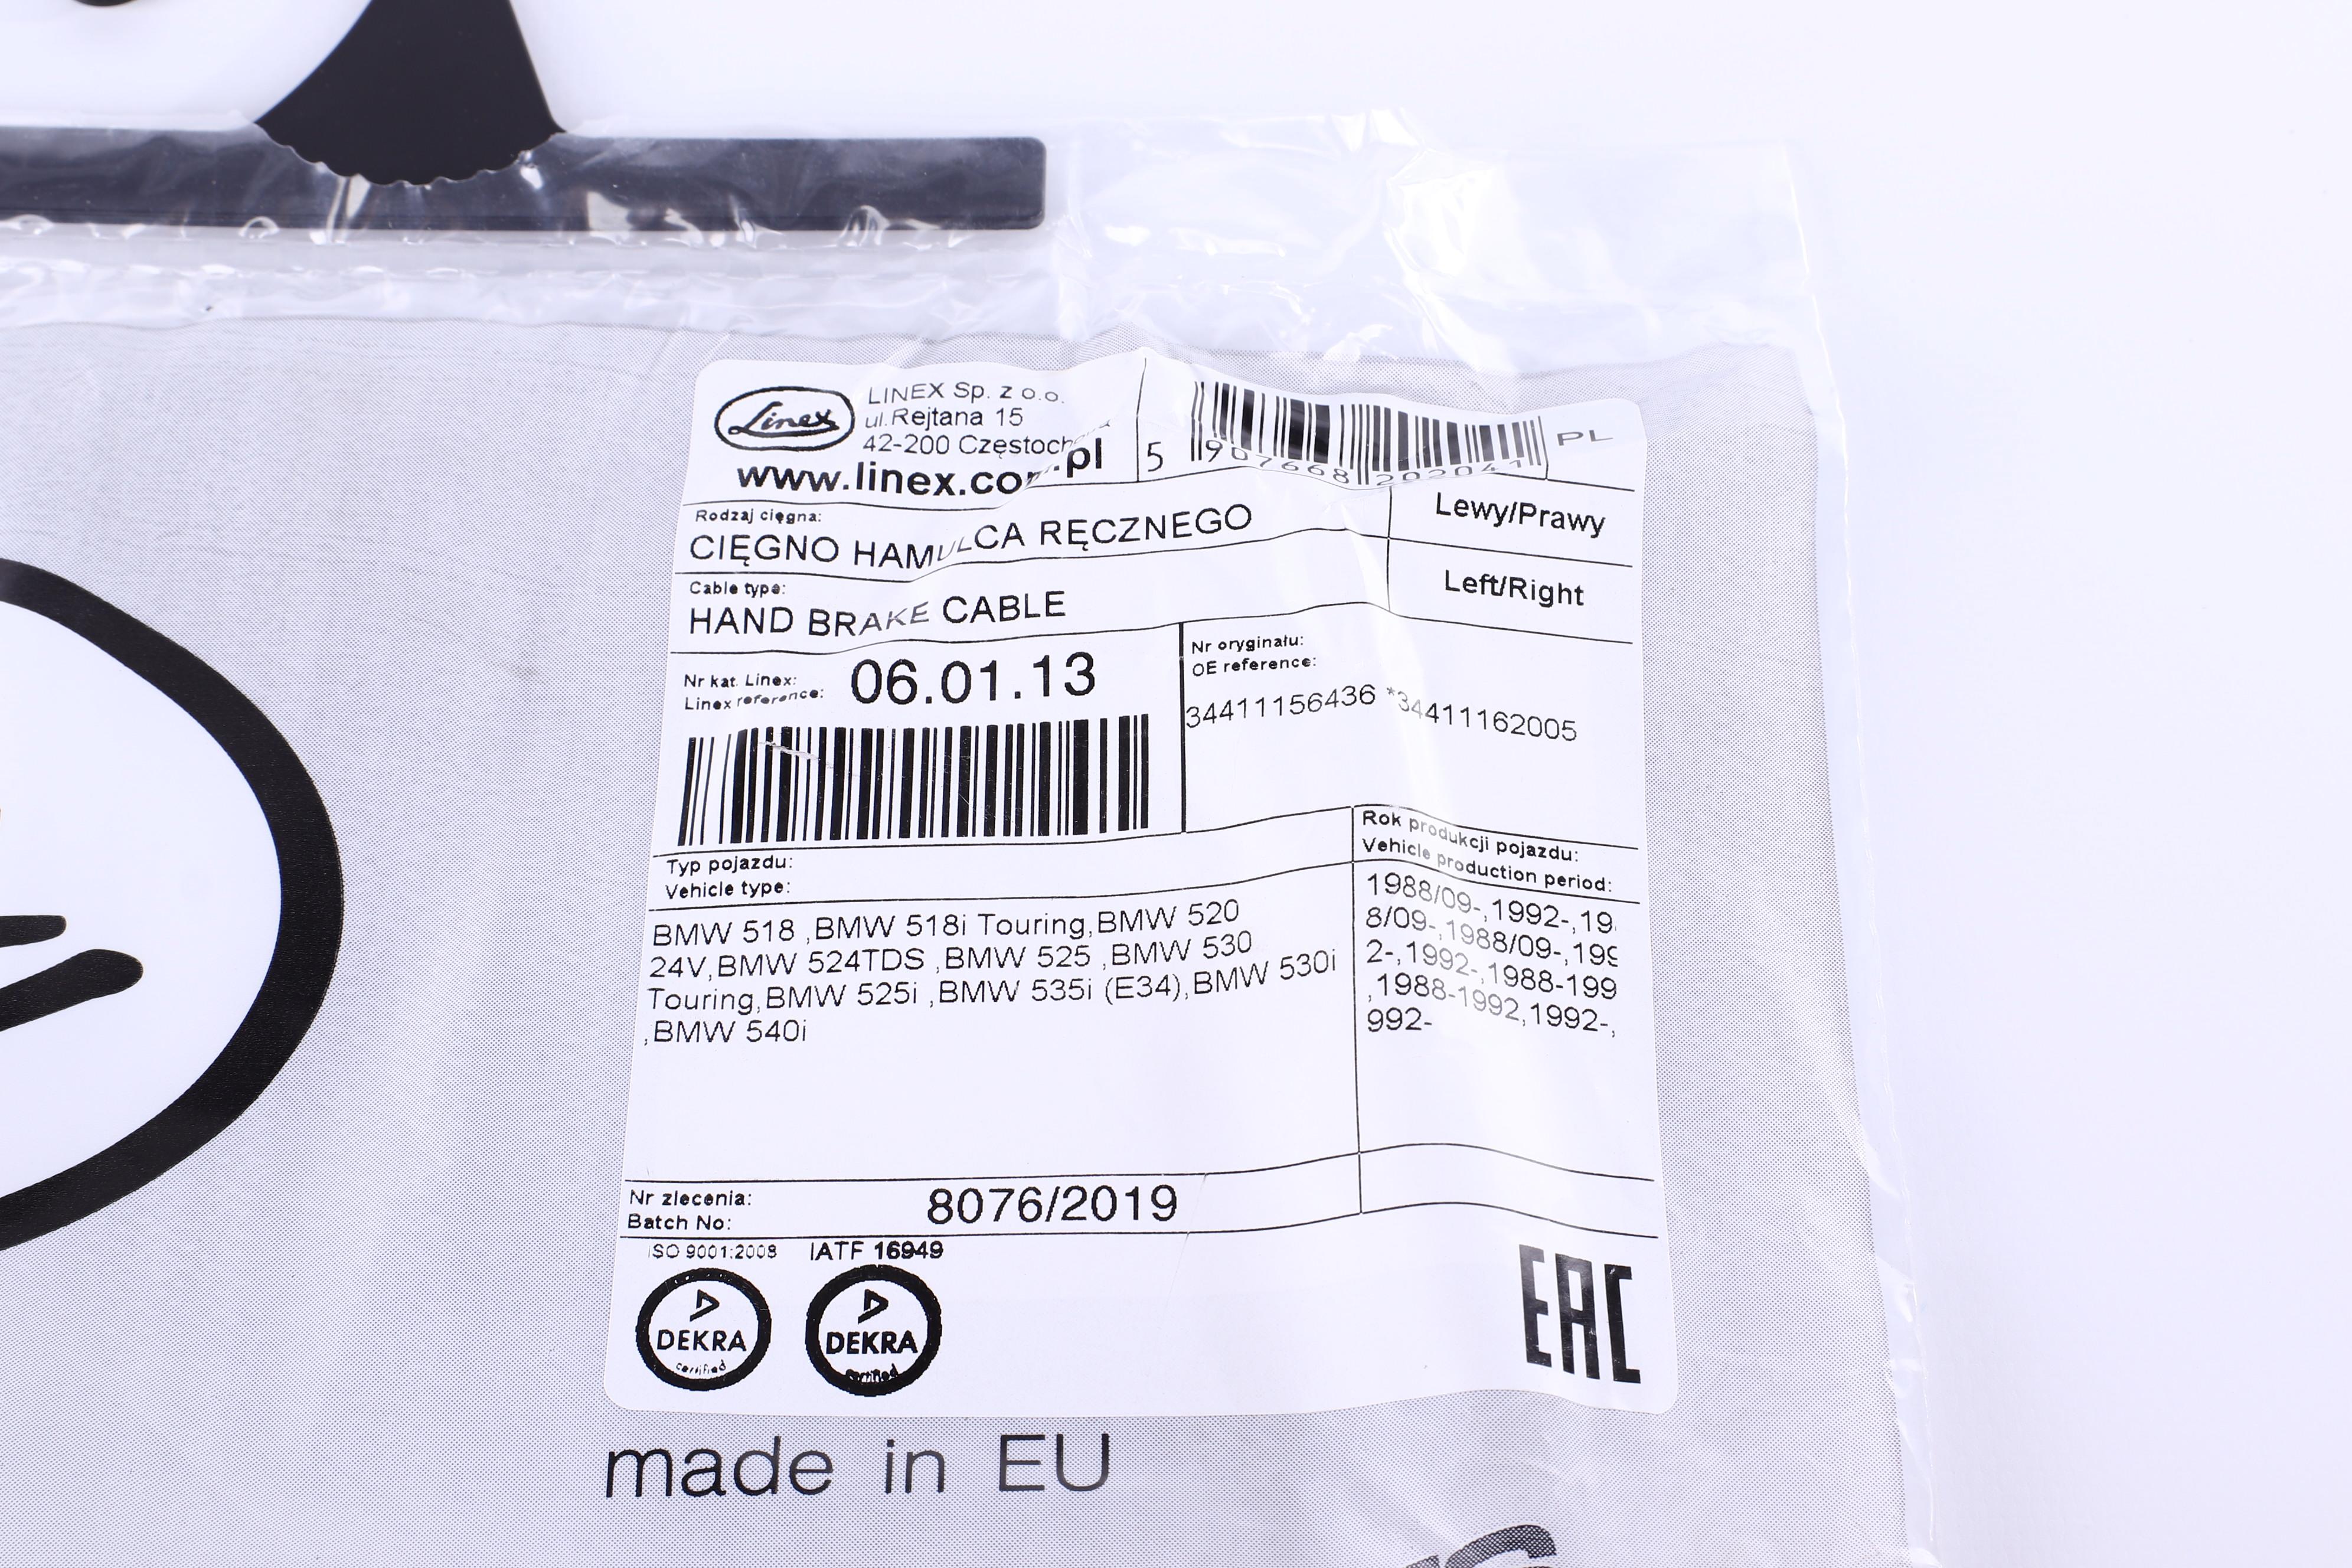 Linex
LINEX Sp. z o.o.
ul.Rejtana 15
42-200
www.linex.com.pl
5 907668 202041
PL
Rodzaj cięgna:
CIĘGNO HAMULCA RĘCZNEGO
Lewy/Prawy
Cable type:
HAND BRAKE CABLE
Left/Right
Nr kat. Linex:
Linex reference:
06.01.13
Nr oryginału:
OE reference:
34411156436 *34411162005
Typ pojazdu:
Vehicle type:
Rok produkcji pojazdu:
Vehicle production period:
BMW 518 ,BMW 518i Touring,BMW 520
24V,BMW 524TDS ,BMW 525 ,BMW 530
Touring,BMW 525i ,BMW 535i (E34),BMW 530i
,BMW 540i
1988/09-,1992-,19
8/09-,1988/09-,199
2-,1992-,1988-199
,1988-1992,1992-,
992-
Nr zlecenia:
Batch No:
8076/2019
ISO 9001:2008
IATF 16949
DEKRA
certified
DEKRA
certified
EAC
made in EU